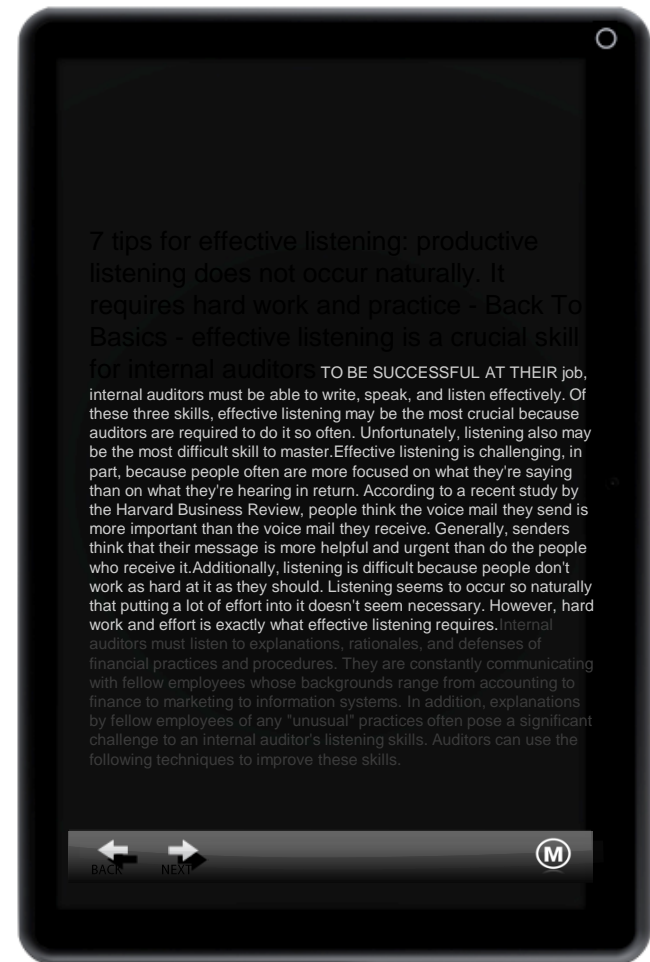 7 tips for effective listening: productive
listening does not occur naturally. It
requires hard work and practice - Back To
Basics - effective listening is a crucial skill
for internal auditors TO BE SUCCESSFUL AT THEIR job,
internal auditors must be able to write, speak, and listen effectively. Of
these three skills, effective listening may be the most crucial because
auditors are required to do it so often. Unfortunately, listening also may
be the most difficult skill to master.Effective listening is challenging, in
part, because people often are more focused on what they're saying
than on what they're hearing in return. According to a recent study by
the Harvard Business Review, people think the voice mail they send is
more important than the voice mail they receive. Generally, senders
think that their message is more helpful and urgent than do the people
who receive it.Additionally, listening is difficult because people don't
work as hard at it as they should. Listening seems to occur so naturally
that putting a lot of effort into it doesn't seem necessary. However, hard
work and effort is exactly what effective listening requires.Internal
auditors must listen to explanations, rationales, and defenses of
financial practices and procedures. They are constantly communicating
with fellow employees whose backgrounds range from accounting to
finance to marketing to information systems. In addition, explanations
by fellow employees of any "unusual" practices often pose a significant
challenge to an internal auditor's listening skills. Auditors can use the
following techniques to improve these skills.
BACK NEXT M